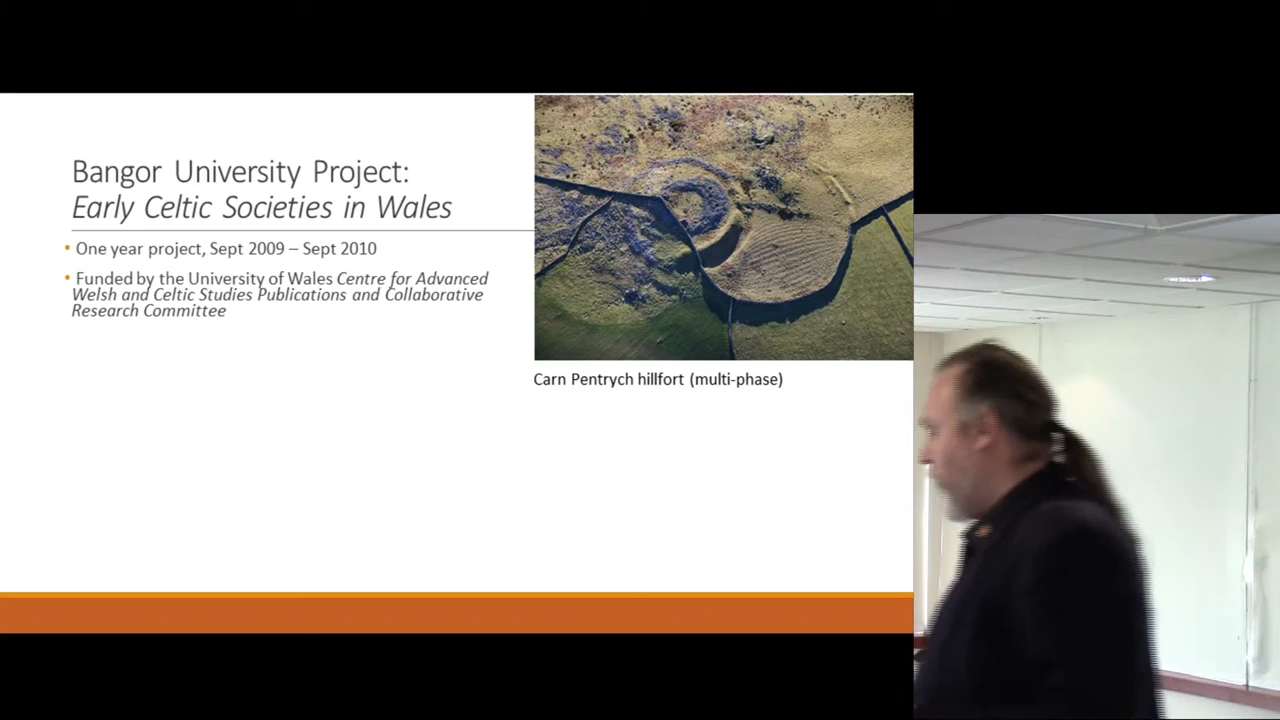 Bangor University Project:
Early Celtic Societies in Wales
• One year project, Sept 2009 – Sept 2010
• Funded by the University of Wales Centre for Advanced
Welsh and Celtic Studies Publications and Collaborative
Research Committee
Carn Pentrych hillfort (multi-phase)